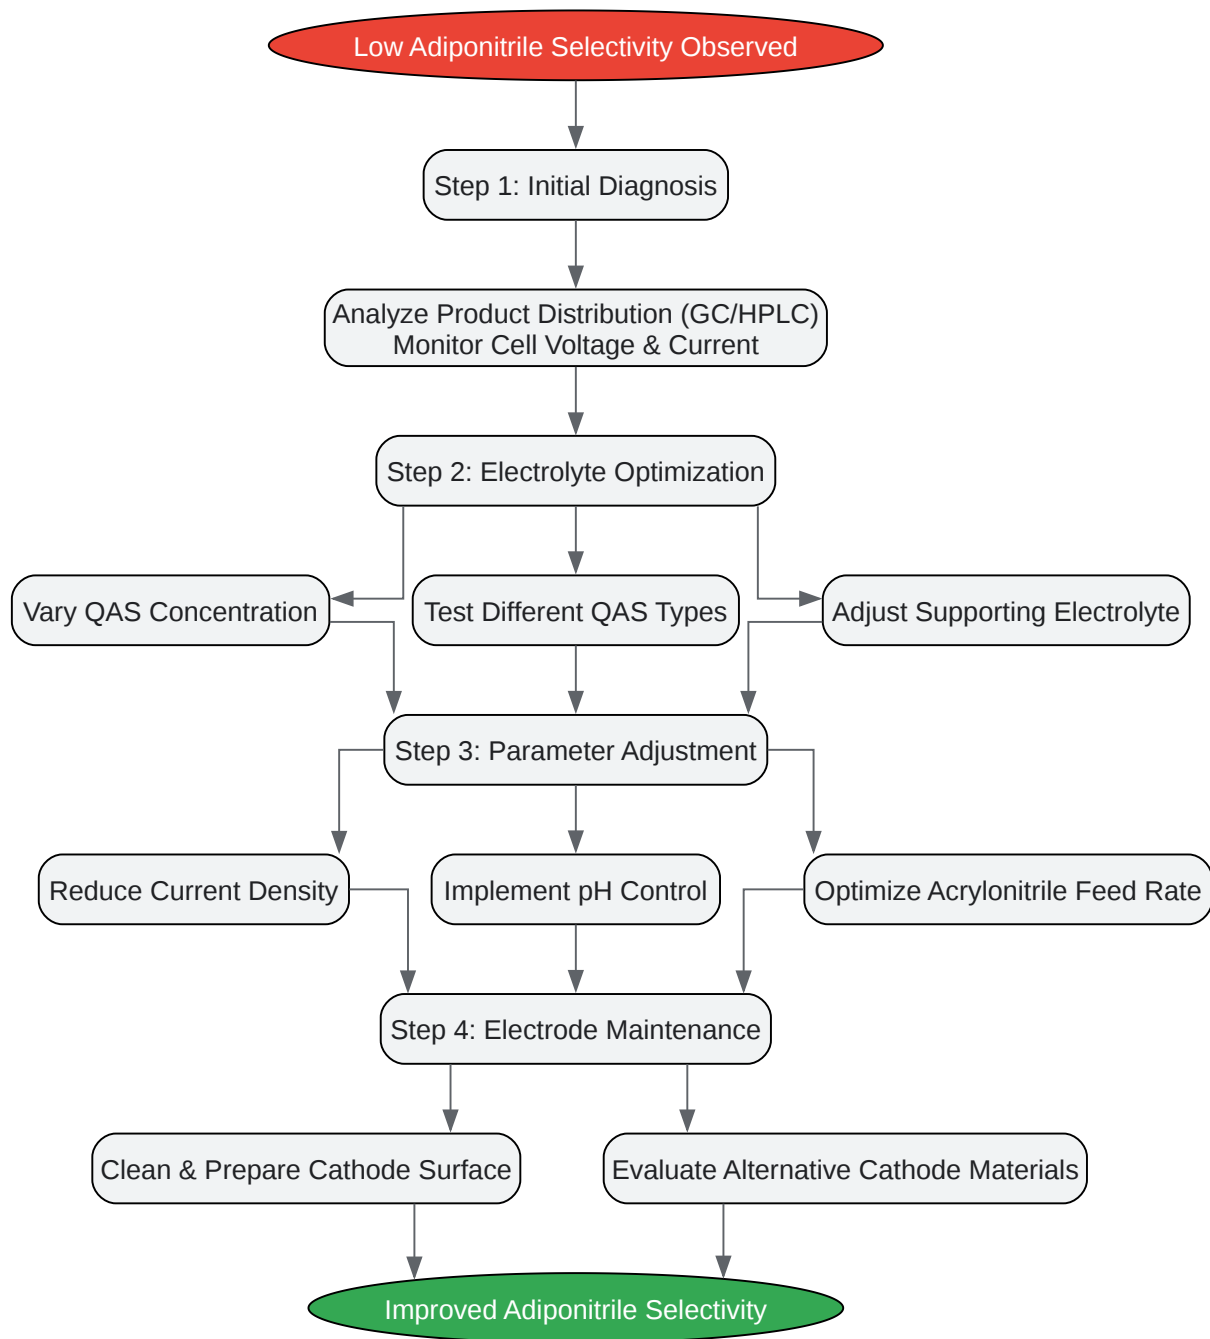 Low Adiponitrile Selectivity Observed
Step 1: Initial Diagnosis
Analyze Product Distribution (GC/HPLC)
Monitor Cell Voltage & Current
Step 2: Electrolyte Optimization
Vary QAS Concentration
Test Different QAS Types
Adjust Supporting Electrolyte
Step 3: Parameter Adjustment
Reduce Current Density
Implement pH Control
Optimize Acrylonitrile Feed Rate
Step 4: Electrode Maintenance
Clean & Prepare Cathode Surface
Evaluate Alternative Cathode Materials
Improved Adiponitrile Selectivity